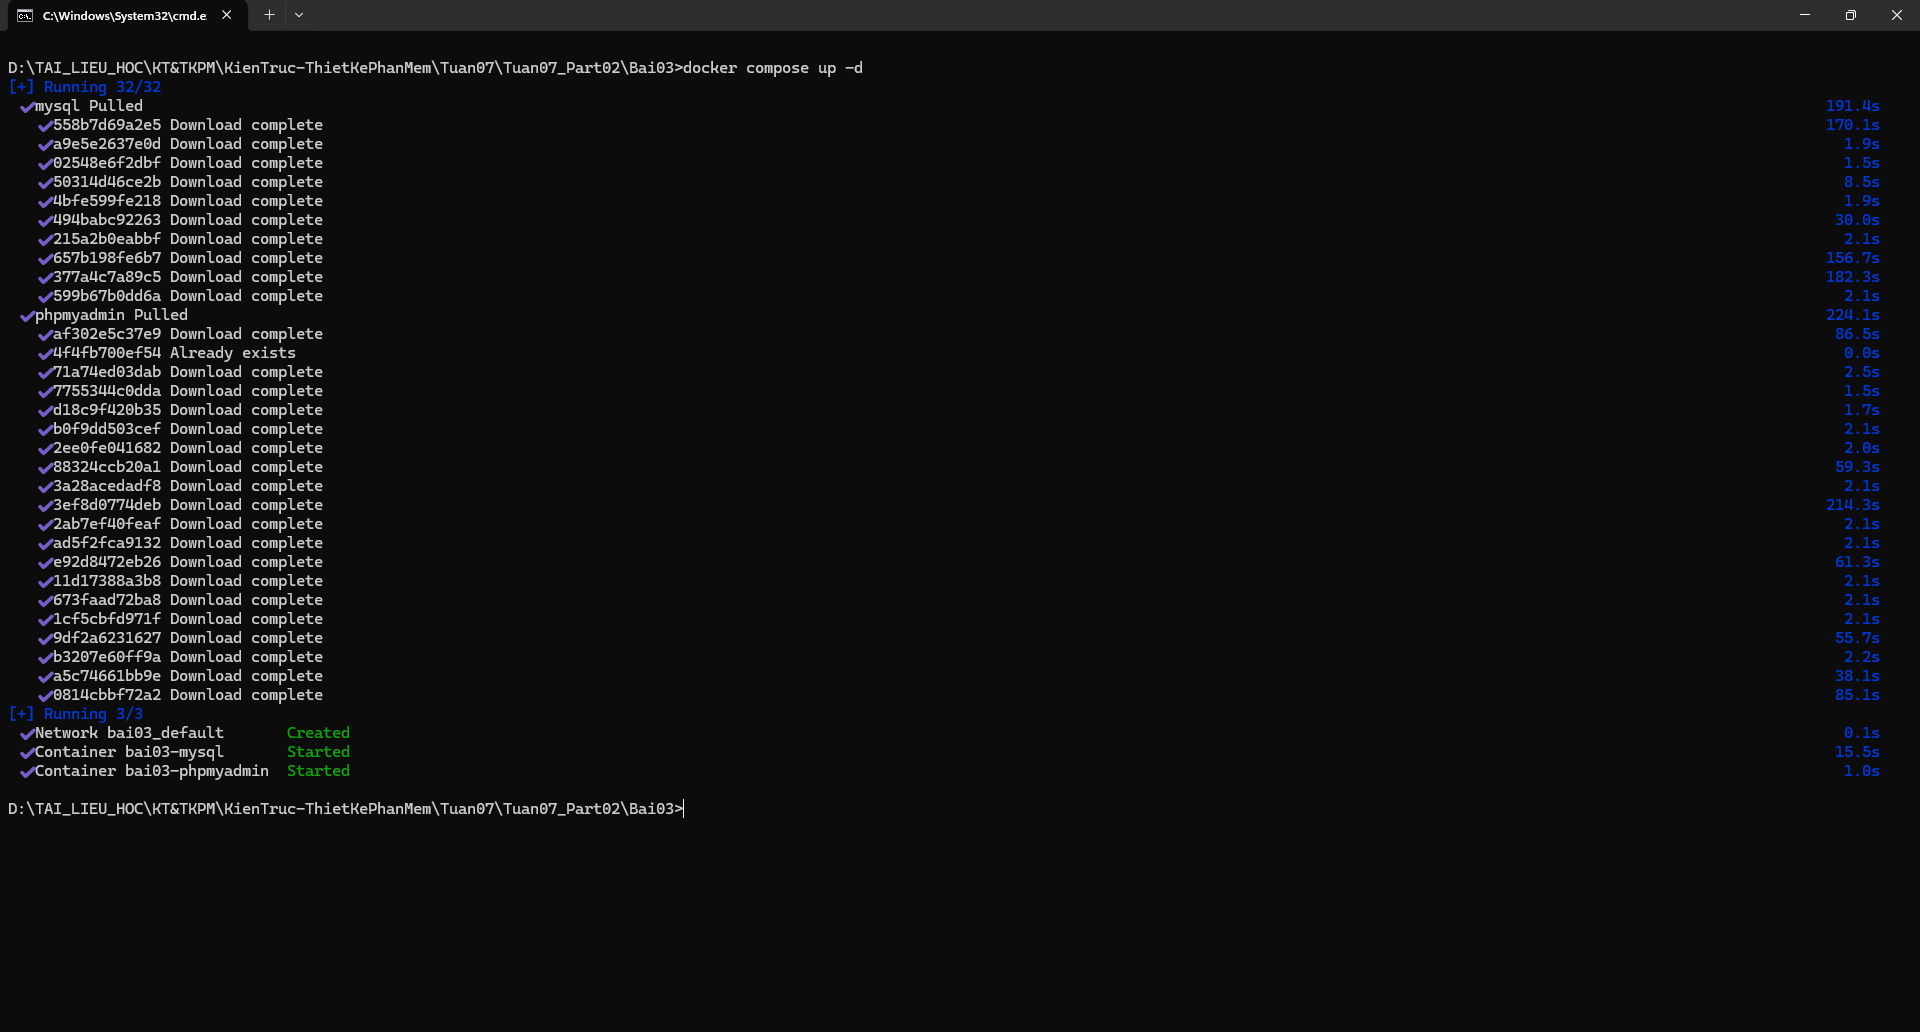 C:\Windows\System32\cmd.e
D:\TAI_LIEU_HOC\KT&TKPM\KienTruc-ThietKePhanMem\Tuan07\Tuan07_Part02\Bai03>docker compose up -d
[+] Running 32/32
mysql Pulled 191.4s
558b7d69a2e5 Download complete 170.1s
a9e5e2637e0d Download complete 1.9s
02548e6f2dbf Download complete 1.5s
50314d46ce2b Download complete 8.5s
4bfe599fe218 Download complete 1.9s
494babc92263 Download complete 30.0s
215a2b0eabbf Download complete 2.1s
657b198fe6b7 Download complete 156.7s
377a4c7a89c5 Download complete 182.3s
599b67b0dd6a Download complete 2.1s
phpmyadmin Pulled 224.1s
af302e5c37e9 Download complete 86.5s
4f4fb700ef54 Already exists 0.0s
71a74ed03dab Download complete 2.5s
7755344c0dda Download complete 1.5s
d18c9f420b35 Download complete 1.7s
b0f9dd503cef Download complete 2.1s
2ee0fe041682 Download complete 2.0s
88324ccb20a1 Download complete 59.3s
3a28acedadf8 Download complete 2.1s
3ef8d0774deb Download complete 214.3s
2ab7ef40feaf Download complete 2.1s
ad5f2fca9132 Download complete 2.1s
e92d8472eb26 Download complete 61.3s
11d17388a3b8 Download complete 2.1s
673faad72ba8 Download complete 2.1s
1cf5cbfd971f Download complete 2.1s
9df2a6231627 Download complete 55.7s
b3207e60ff9a Download complete 2.2s
a5c74661bb9e Download complete 38.1s
0814cbbf72a2 Download complete 85.1s
[+] Running 3/3
Network bai03_default Created 0.1s
Container bai03-mysql Started 15.5s
Container bai03-phpmyadmin Started 1.0s
D:\TAI_LIEU_HOC\KT&TKPM\KienTruc-ThietKePhanMem\Tuan07\Tuan07_Part02\Bai03>